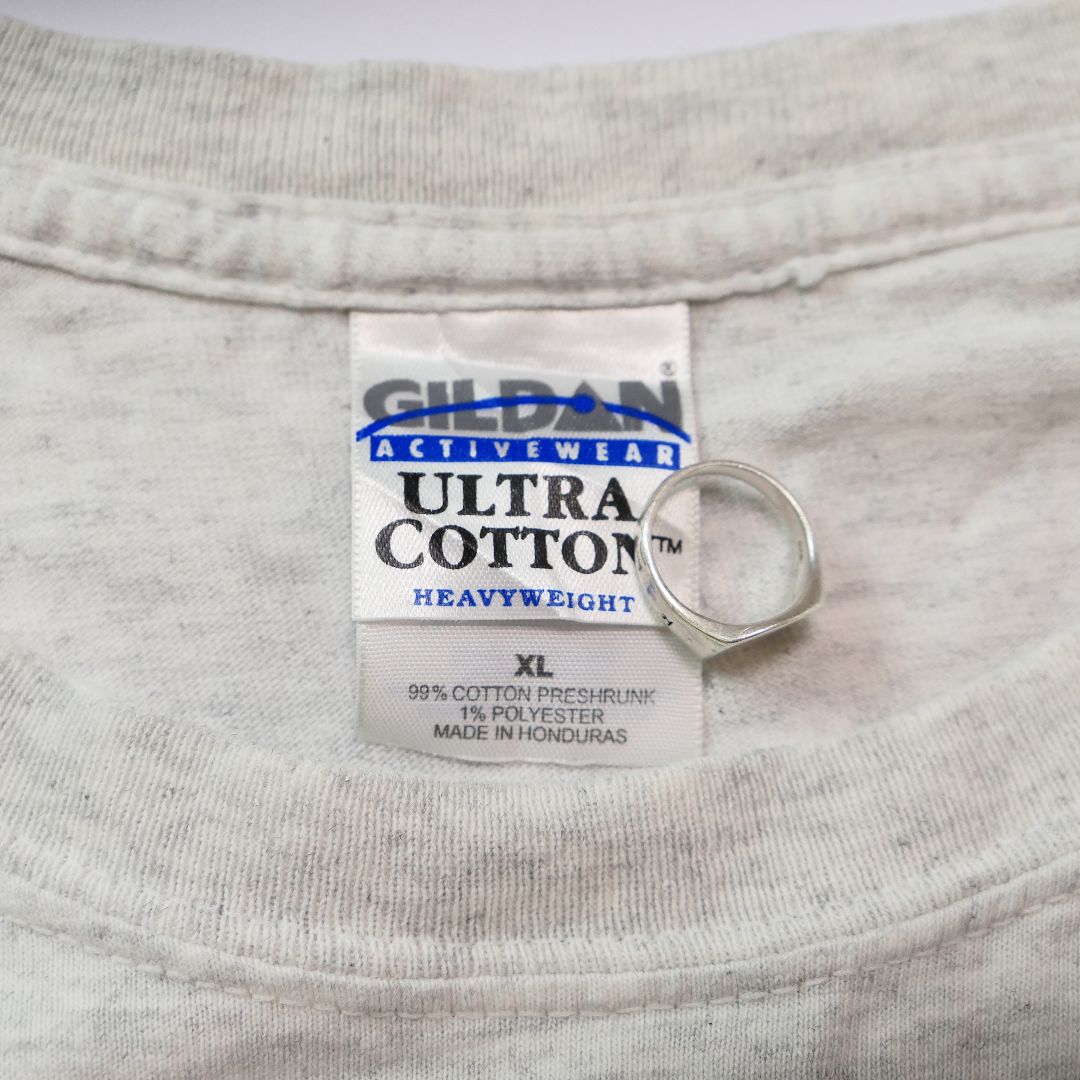 GILDAN®
ACTIVEWEAR
ULTRA
COTTON™
HEAVYWEIGHT
XL
99% COTTON PRESHRUNK
1% POLYESTER
MADE IN HONDURAS